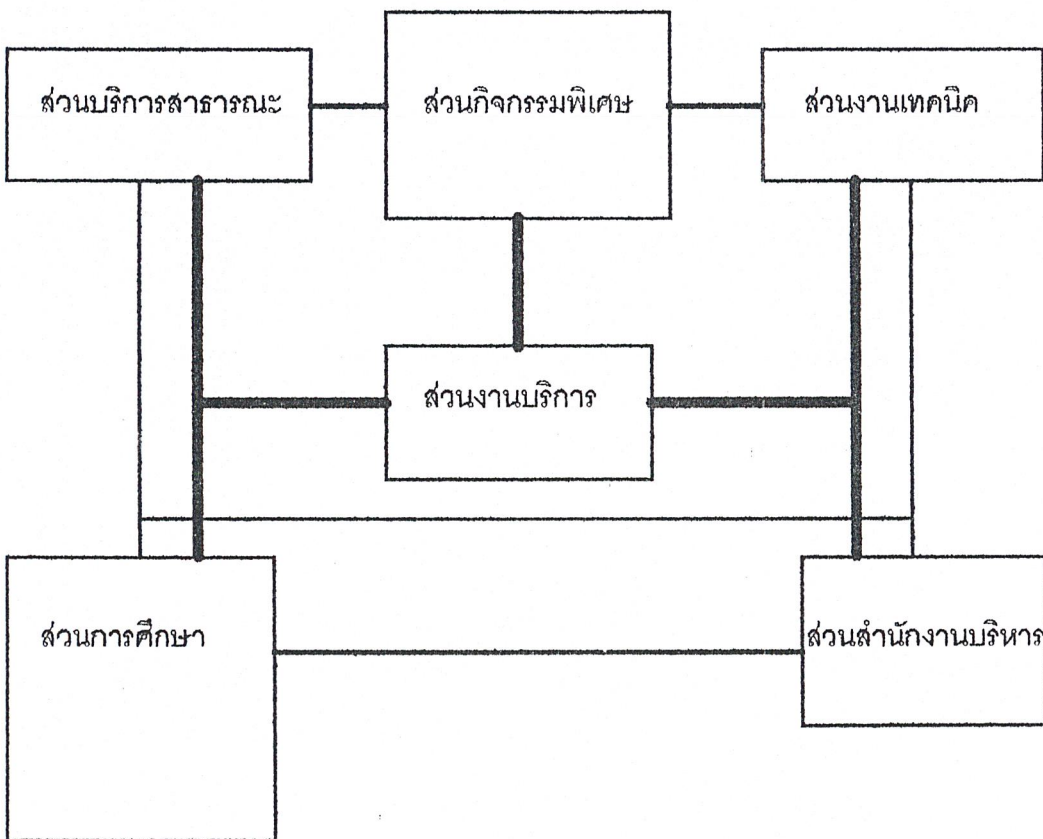 ส่วนบริการสาธารณะ
ส่วนกิจกรรมพิเศษ
ส่วนงานเทคนิค
ส่วนงานบริการ
ส่วนการศึกษา
ส่วนสำนักงานบริหาร